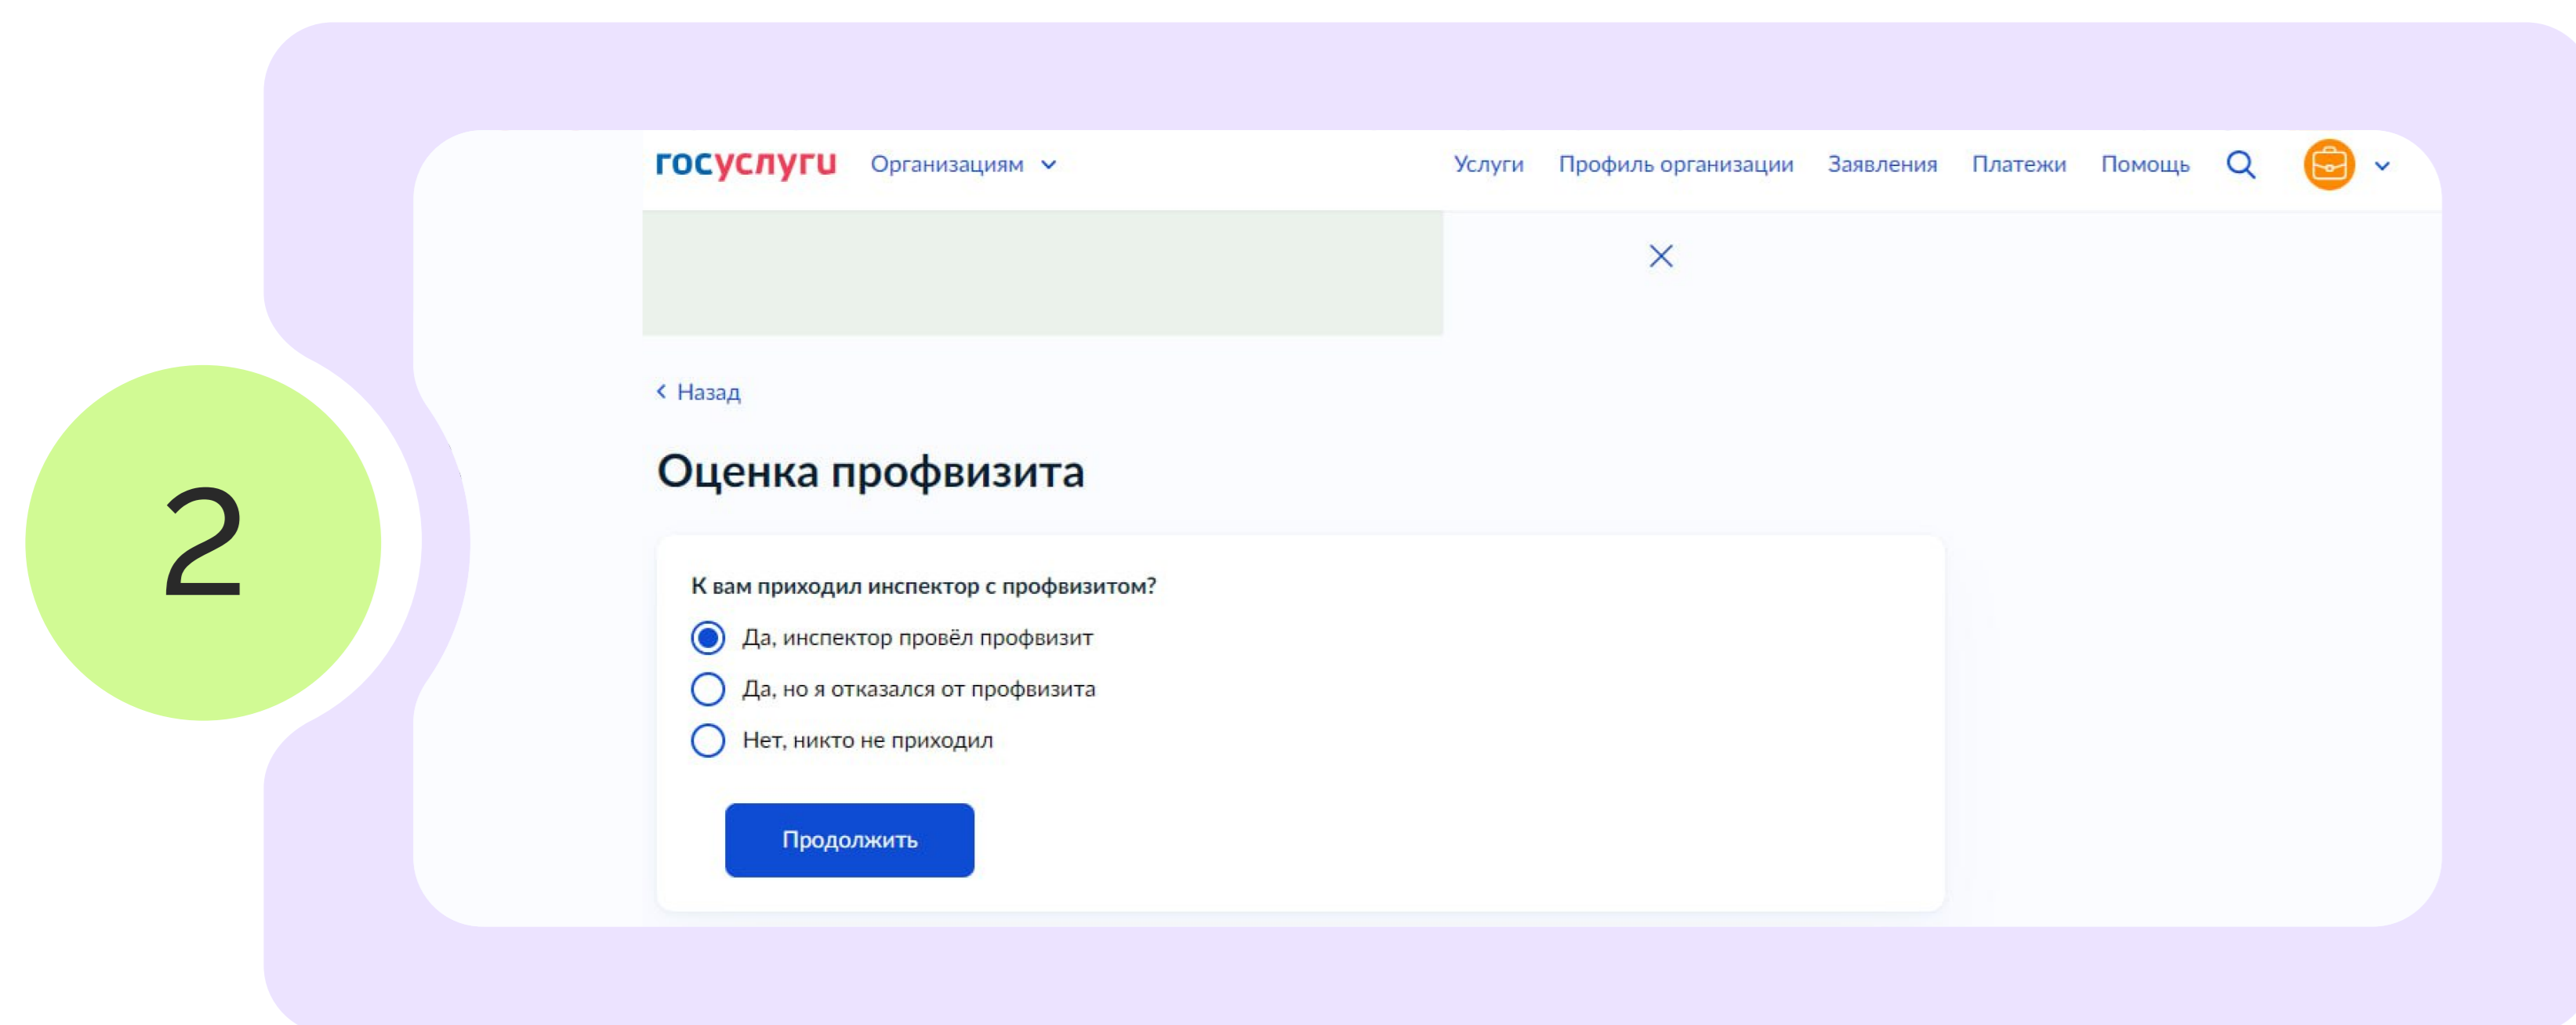 госуслуги Организациям Услуги Профиль организации Заявления Платежи Помощь
Назад
Оценка профвизита
2
К вам приходил инспектор с профвизитом?
Да, инспектор провёл профвизит
Да, но я отказался от профвизита
Нет, никто не приходил
Продолжить